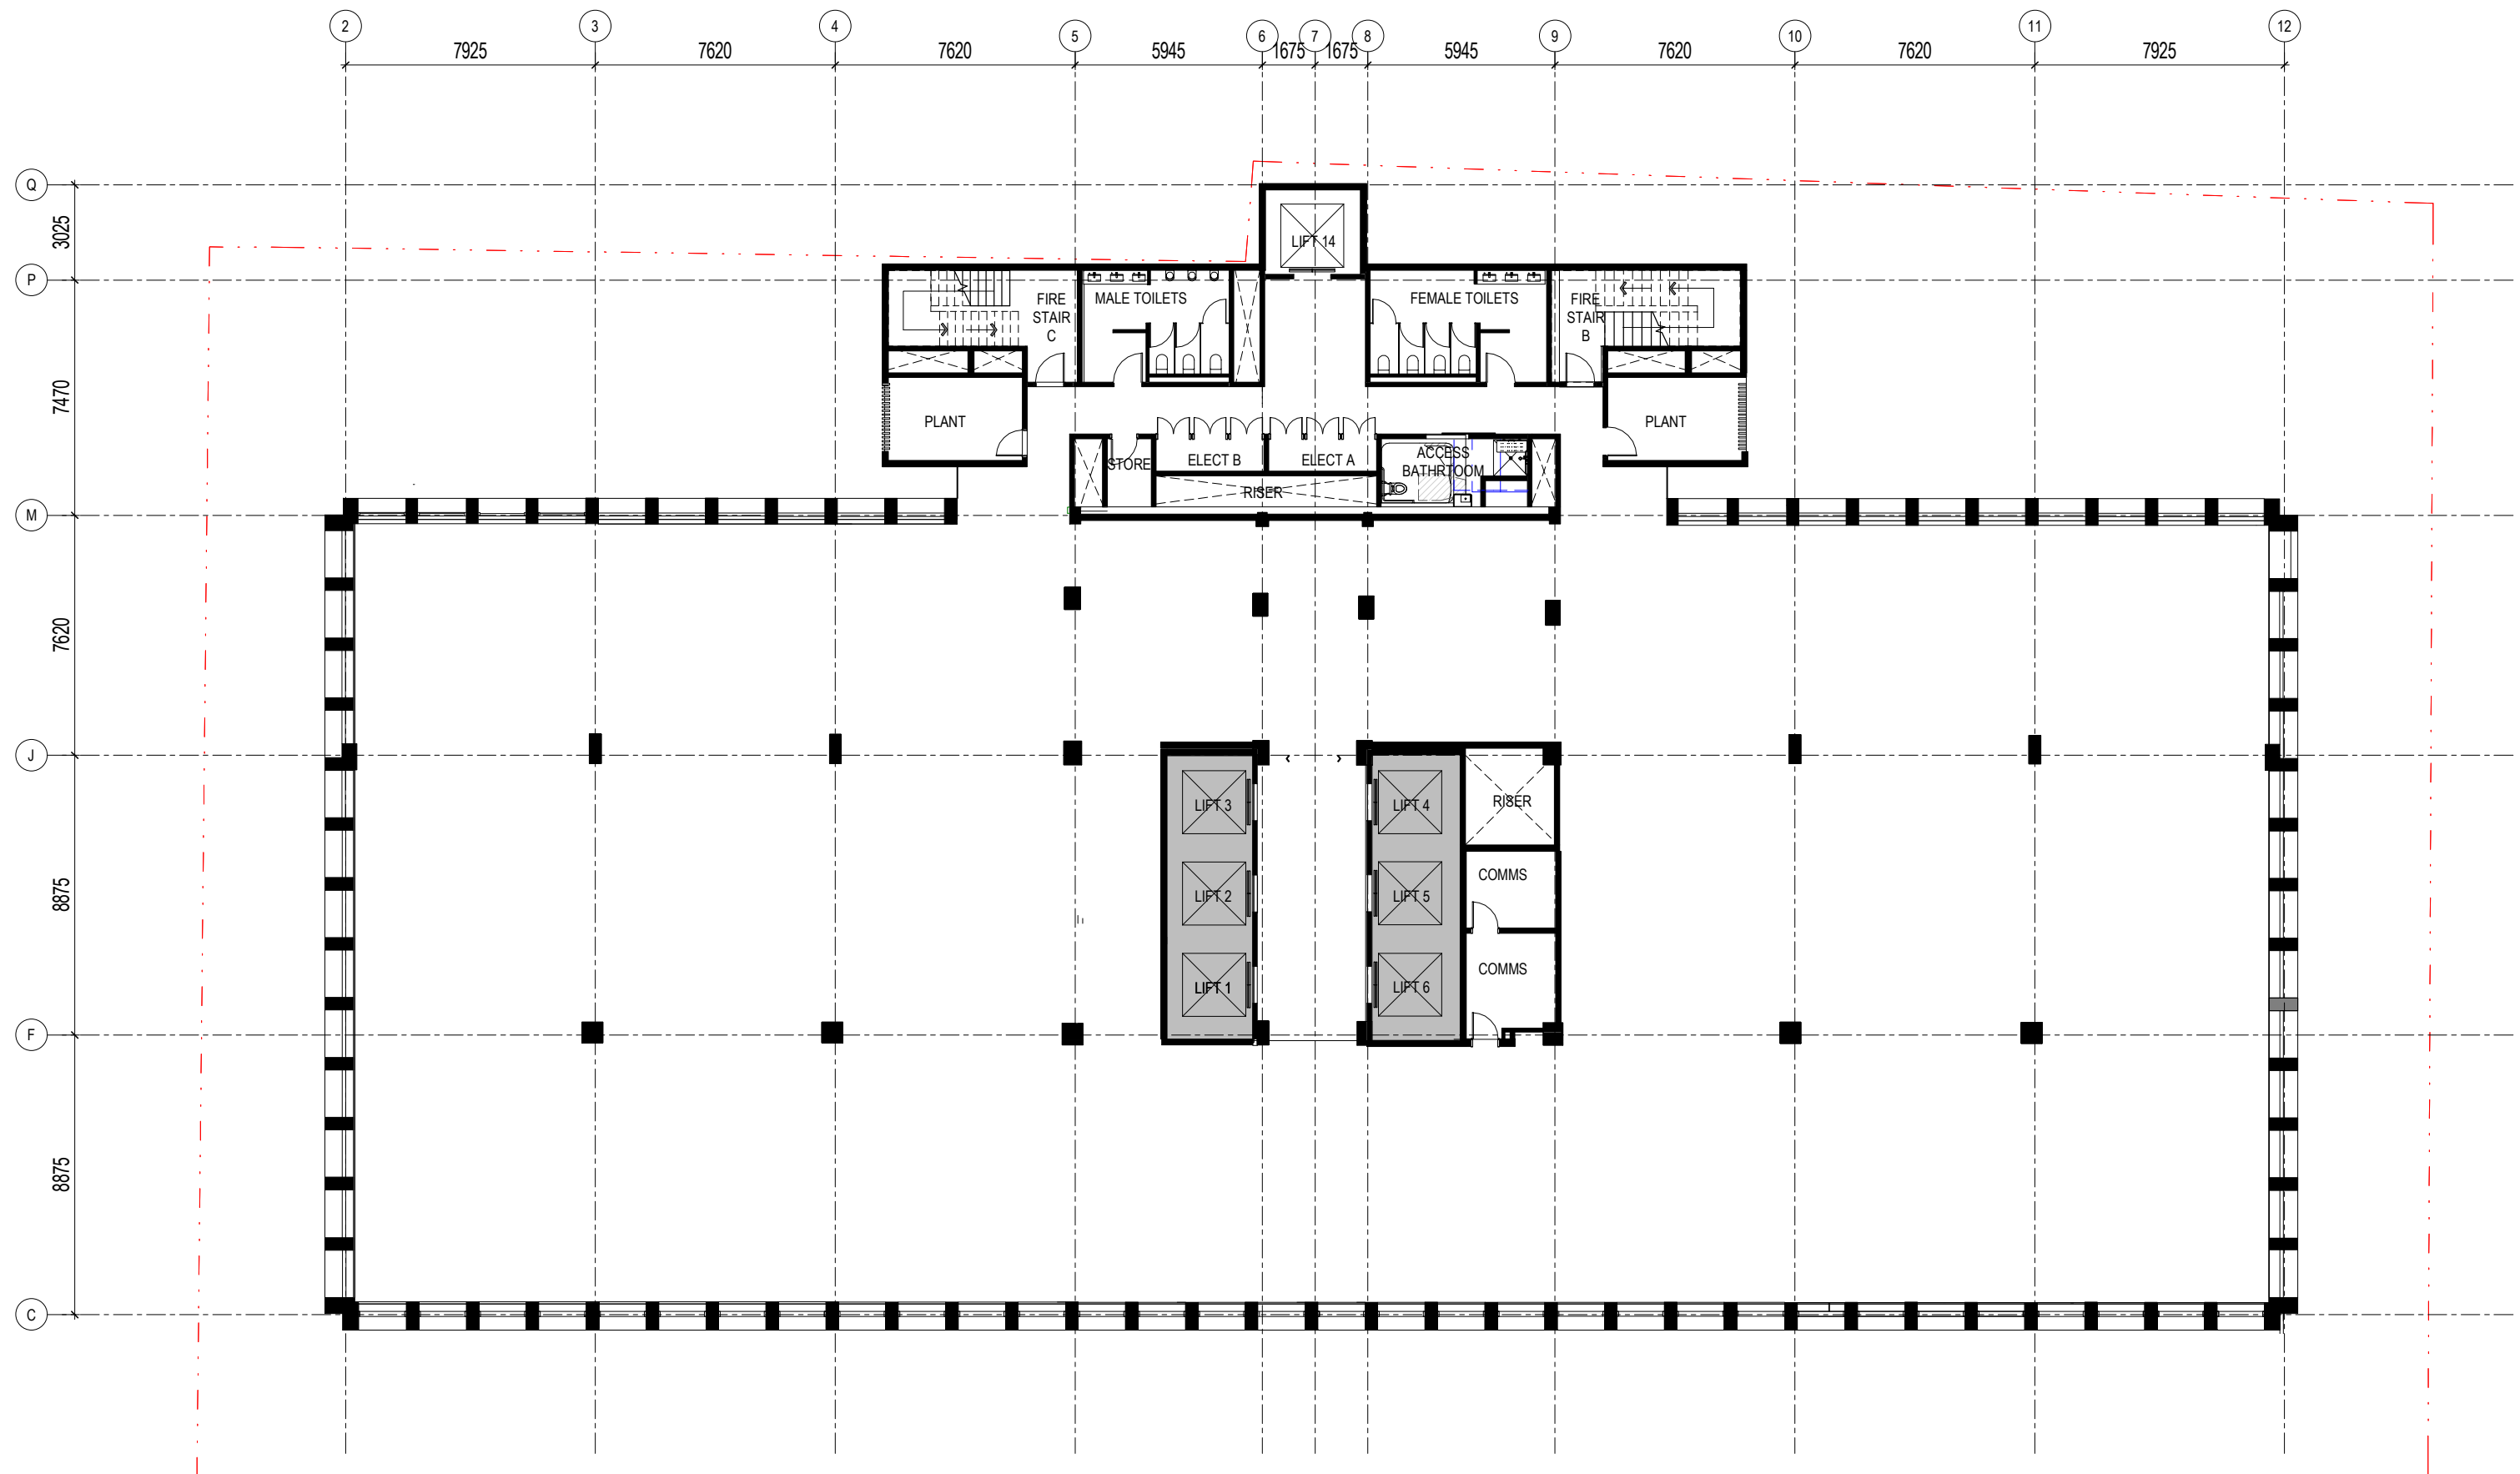 2 3 4 5 6 7 8 9 10 11 12
7925 7620 7620 5945 1675 1675 5945 7620 7620 7925
Q
3025
P
7470
M
7620
J
8875
F
8875
C
LIFT 14
FIRE
STAIR
C
MALE TOILETS
FEMALE TOILETS
FIRE
STAIR
B
PLANT
PLANT
STORE
ELECT B
ELECT A
ACCESS
BATHRTOOM
RISER
LIFT 3
LIFT 4
RISER
LIFT 2
LIFT 5
COMMS
LIFT 1
LIFT 6
COMMS